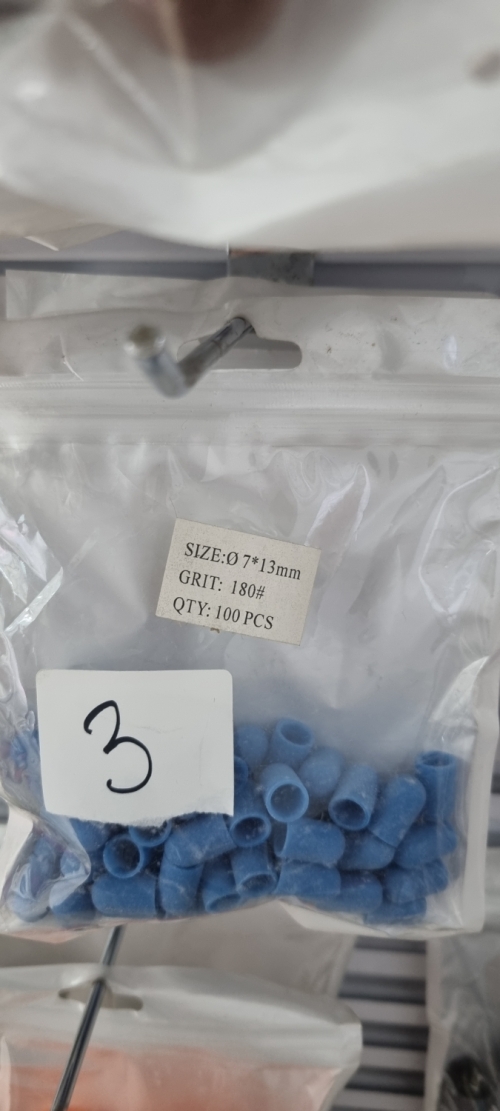 SIZE:Ø 7*13mm
GRIT: 180#
QTY: 100 PCS
3